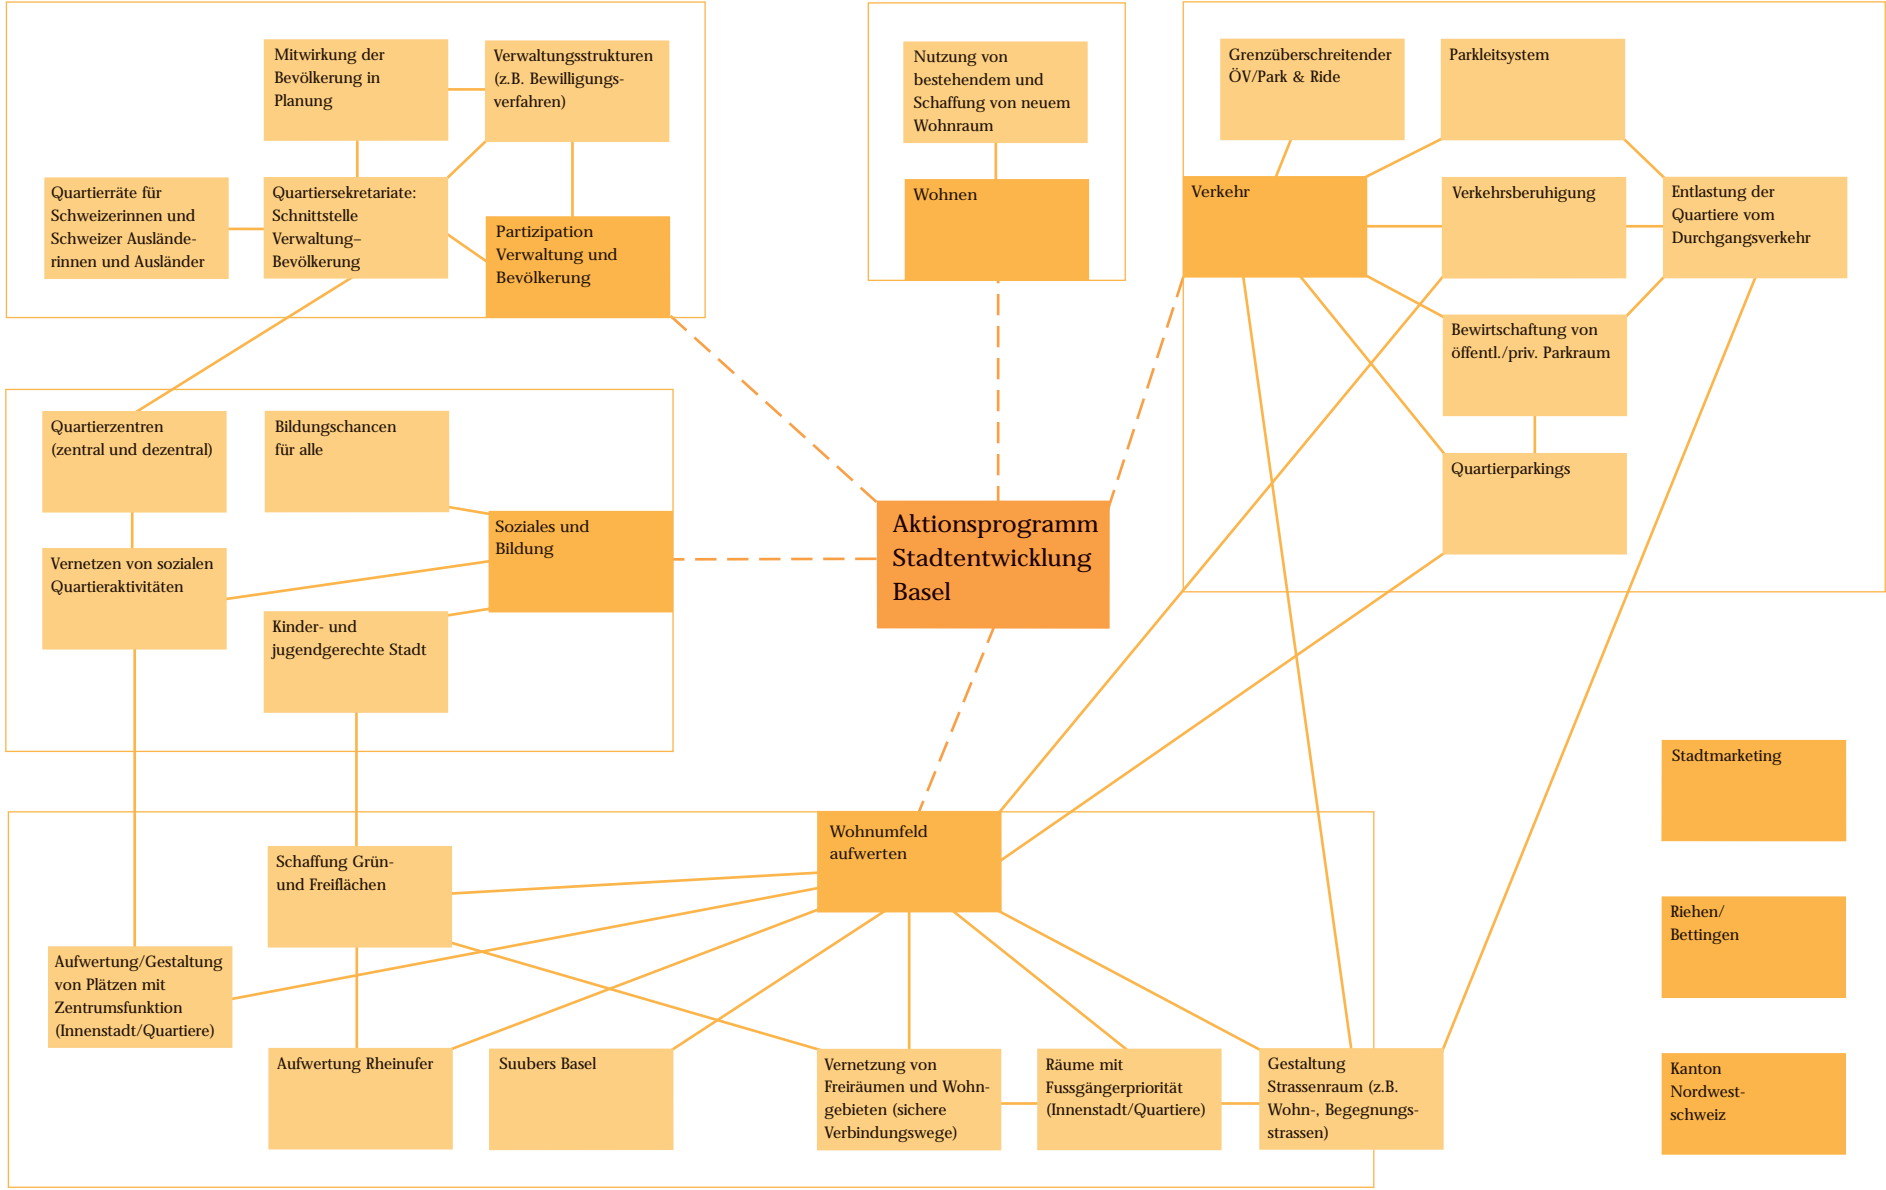 Mitwirkung der
Bevölkerung in
Planung
Verwaltungsstrukturen
(z.B. Bewilligungs-
verfahren)
Quartierräte für
Schweizerinnen und
Schweizer Auslände-
rinnen und Ausländer
Quartiersekretariate:
Schnittstelle
Verwaltung–
Bevölkerung
Partizipation
Verwaltung und
Bevölkerung
Nutzung von
bestehendem und
Schaffung von neuem
Wohnraum
Wohnen
Grenzüberschreitender
ÖV/Park & Ride
Parkleitsystem
Verkehr
Verkehrsberuhigung
Entlastung der
Quartiere vom
Durchgangsverkehr
Bewirtschaftung von
öffentl./priv. Parkraum
Quartierparkings
Quartierzentren
(zentral und dezentral)
Bildungschancen
für alle
Soziales und
Bildung
Vernetzen von sozialen
Quartieraktivitäten
Kinder- und
jugendgerechte Stadt
Aktionsprogramm
Stadtentwicklung
Basel
Wohnumfeld
aufwerten
Schaffung Grün-
und Freiflächen
Aufwertung/Gestaltung
von Plätzen mit
Zentrumsfunktion
(Innenstadt/Quartiere)
Aufwertung Rheinufer
Suubers Basel
Vernetzung von
Freiräumen und Wohn-
gebieten (sichere
Verbindungswege)
Räume mit
Fussgängerpriorität
(Innenstadt/Quartiere)
Gestaltung
Strassenraum (z.B.
Wohn-, Begegnungs-
strassen)
Stadtmarketing
Riehen/
Bettingen
Kanton
Nordwest-
schweiz